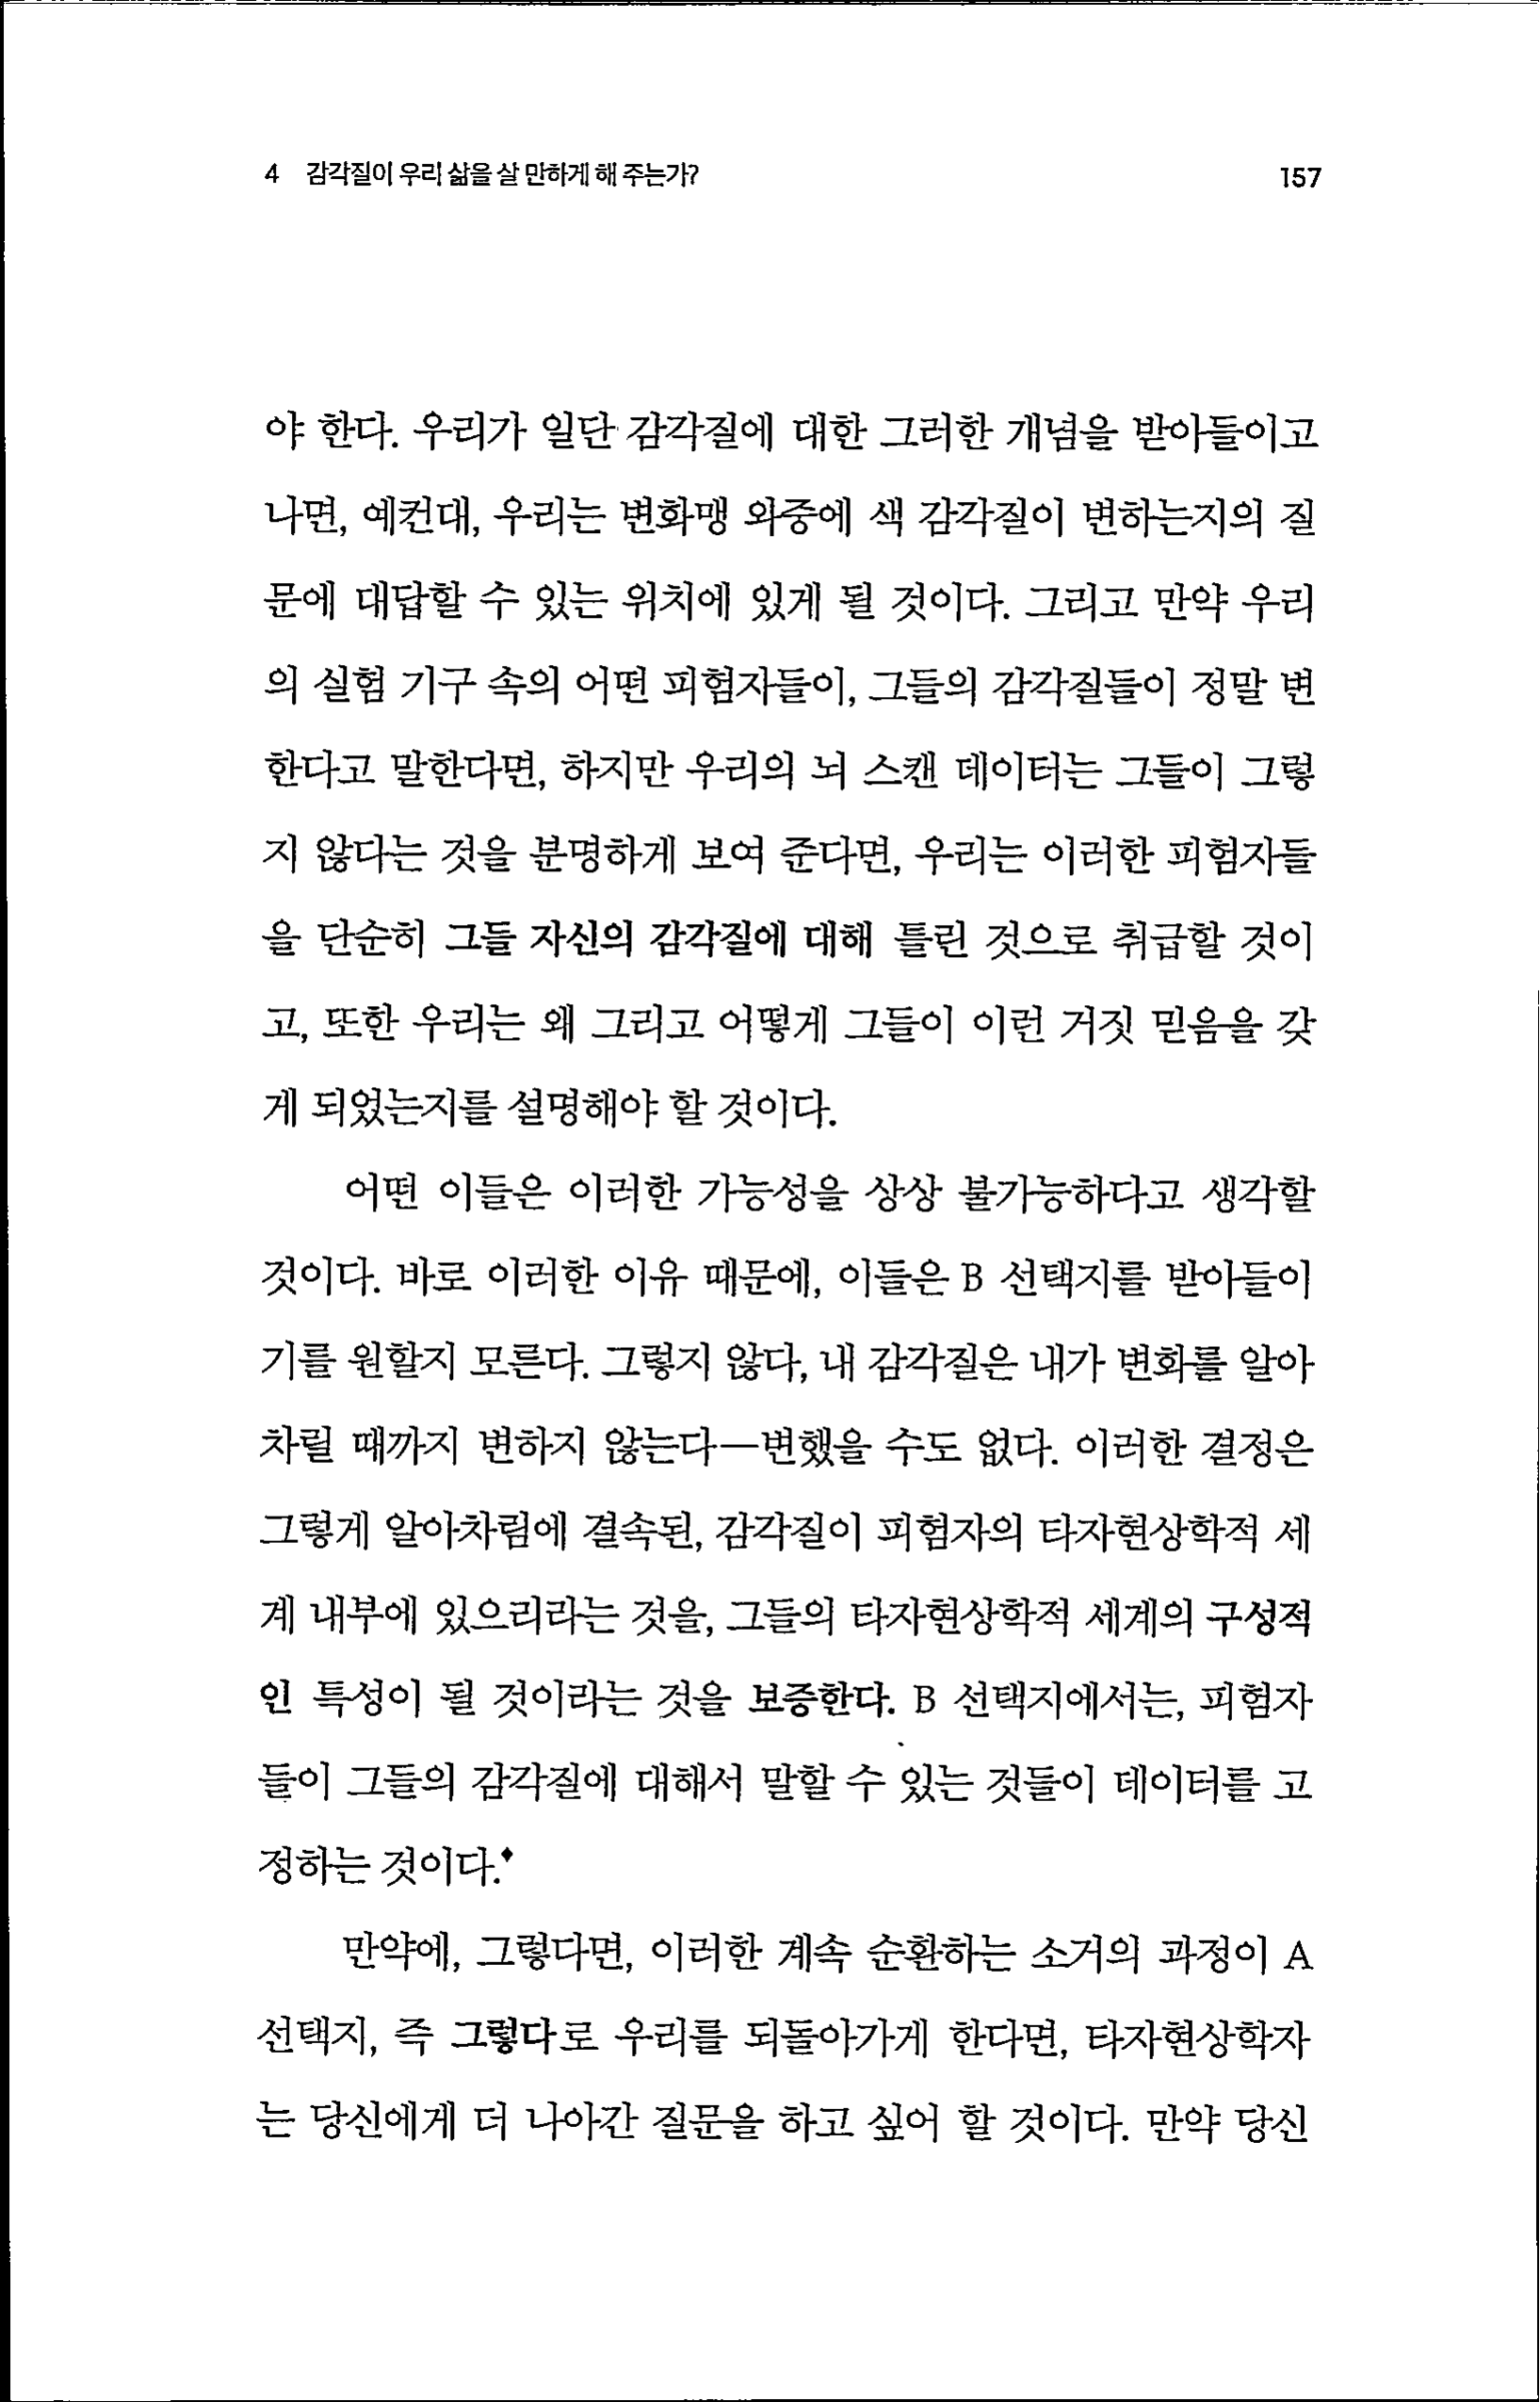 4 감각질이 우리 삶을 살 만하게 해 주는가? 157
야 한다. 우리가 일단 감각질에 대한 그러한 개념을 받아들이고
나면, 예컨대, 우리는 변화맹 와중에 색 감각질이 변하는지의 질
문에 대답할 수 있는 위치에 있게 될 것이다. 그리고 만약 우리
의 실험 기구 속의 어떤 피험자들이, 그들의 감각질들이 정말 변
한다고 말한다면, 하지만 우리의 뇌 스캔 데이터는 그들이 그렇
지 않다는 것을 분명하게 보여 준다면, 우리는 이러한 피험자들
을 단순히 그들 자신의 감각질에 대해 틀린 것으로 취급할 것이
고, 또한 우리는 왜 그리고 어떻게 그들이 이런 거짓 믿음을 갖
게 되었는지를 설명해야 할 것이다.
어떤 이들은 이러한 가능성을 상상 불가능하다고 생각할
것이다. 바로 이러한 이유 때문에, 이들은 B 선택지를 받아들이
기를 원할지 모른다. 그렇지 않다, 내 감각질은 내가 변화를 알아
차릴 때까지 변하지 않는다—변했을 수도 없다. 이러한 결정은
그렇게 알아차림에 결속된, 감각질이 피험자의 타자현상학적 세
계 내부에 있으리라는 것을, 그들의 타자현상학적 세계의 구성적
인 특성이 될 것이라는 것을 보증한다. B 선택지에서는, 피험자
들이 그들의 감각질에 대해서 말할 수 있는 것들이 데이터를 고
정하는 것이다.♦
만약에, 그렇다면, 이러한 계속 순환하는 소거의 과정이 A
선택지, 즉 그렇다로 우리를 되돌아가게 한다면, 타자현상학자
는 당신에게 더 나아간 질문을 하고 싶어 할 것이다. 만약 당신